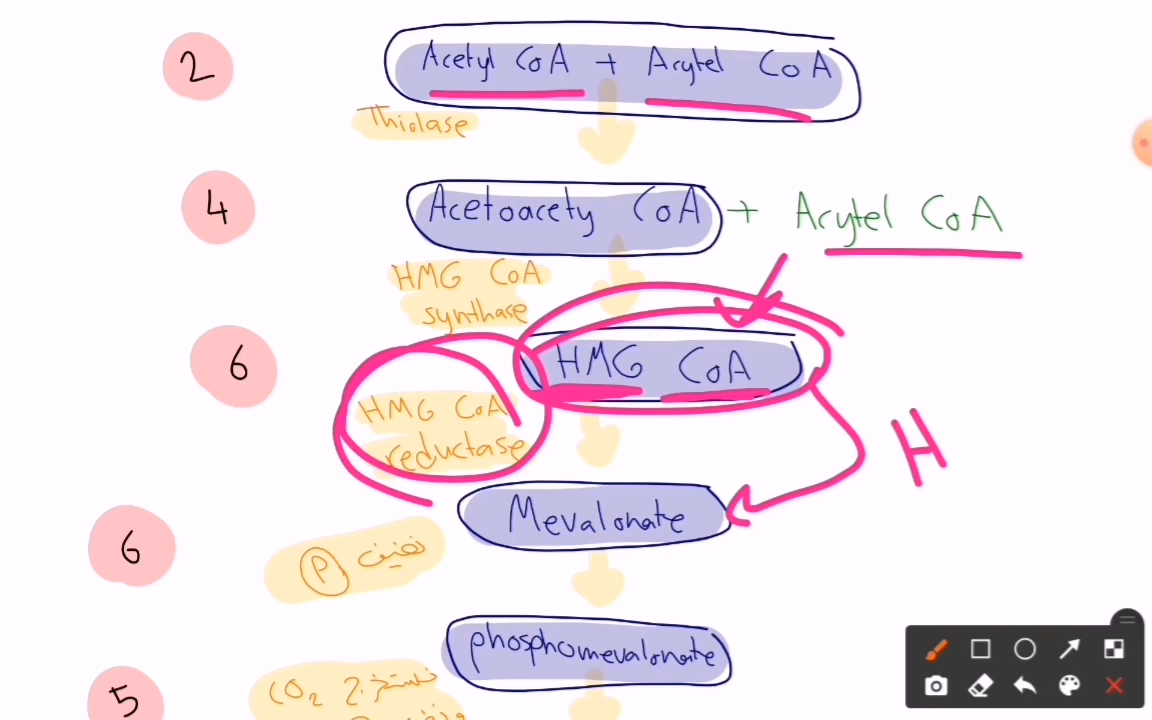 2
Acetyl CoA + Acytel CoA
Thiolase
4
Acetoacety CoA + Acytel CoA
HMG CoA
synthase
6
HMG CoA
HMG CoA
reductase
H
Mevalonate
6
نضيف P
phosphomevalonate
5
CO2